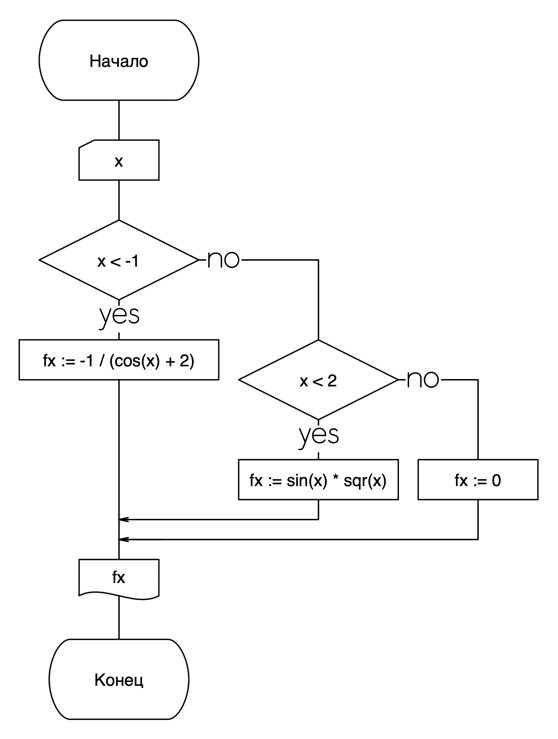 Начало
x
x < -1
no
yes
fx := -1 / (cos(x) + 2)
x < 2
no
yes
fx := sin(x) * sqr(x)
fx := 0
fx
Конец